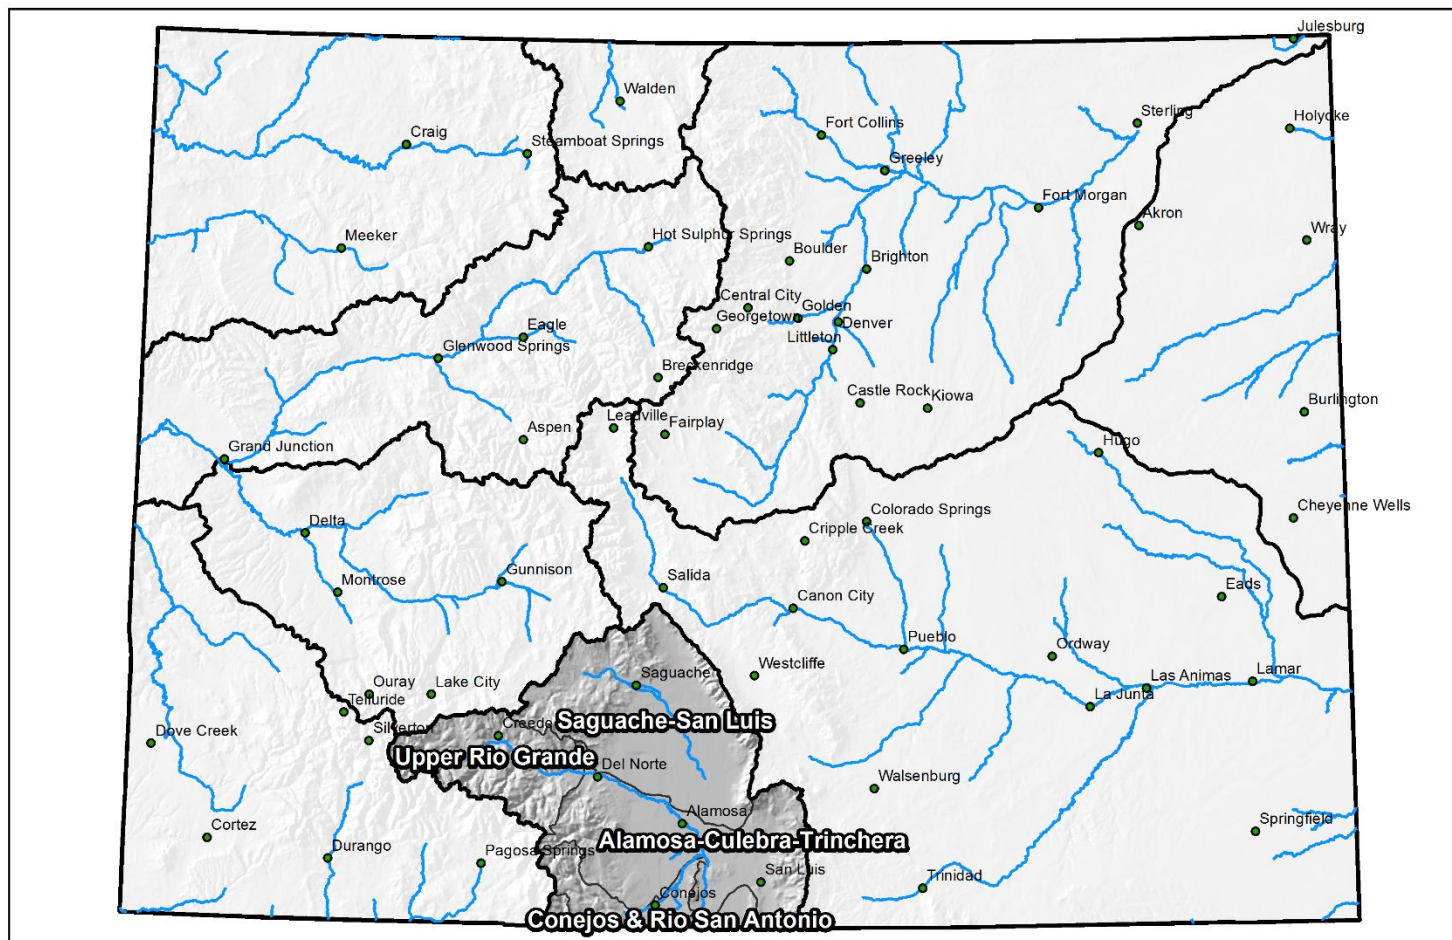 Julesburg
Walden
Sterling
Holyoke
Fort Collins
Craig
Steamboat Springs
Greeley
Fort Morgan
Akron
Wray
Meeker
Hot Sulphur Springs
Boulder
Brighton
Central City
Golden
Georgetown
Denver
Eagle
Littleton
Glenwood Springs
Breckenridge
Castle Rock
Kiowa
Burlington
Leadville
Aspen
Fairplay
Hugo
Grand Junction
Cheyenne Wells
Delta
Colorado Springs
Cripple Creek
Montrose
Gunnison
Salida
Eads
Canon City
Pueblo
Ordway
Westcliffe
Saguache
Lamar
Las Animas
Ouray
Lake City
La Junta
Telluride
Saguache-San Luis
Silverton
Creede
Dove Creek
Upper Rio Grande
Del Norte
Walsenburg
Alamosa
Cortez
Springfield
Alamosa-Culebra-Trinchera
Durango
Pagosa Springs
San Luis
Trinidad
Conejos
Conejos & Rio San Antonio